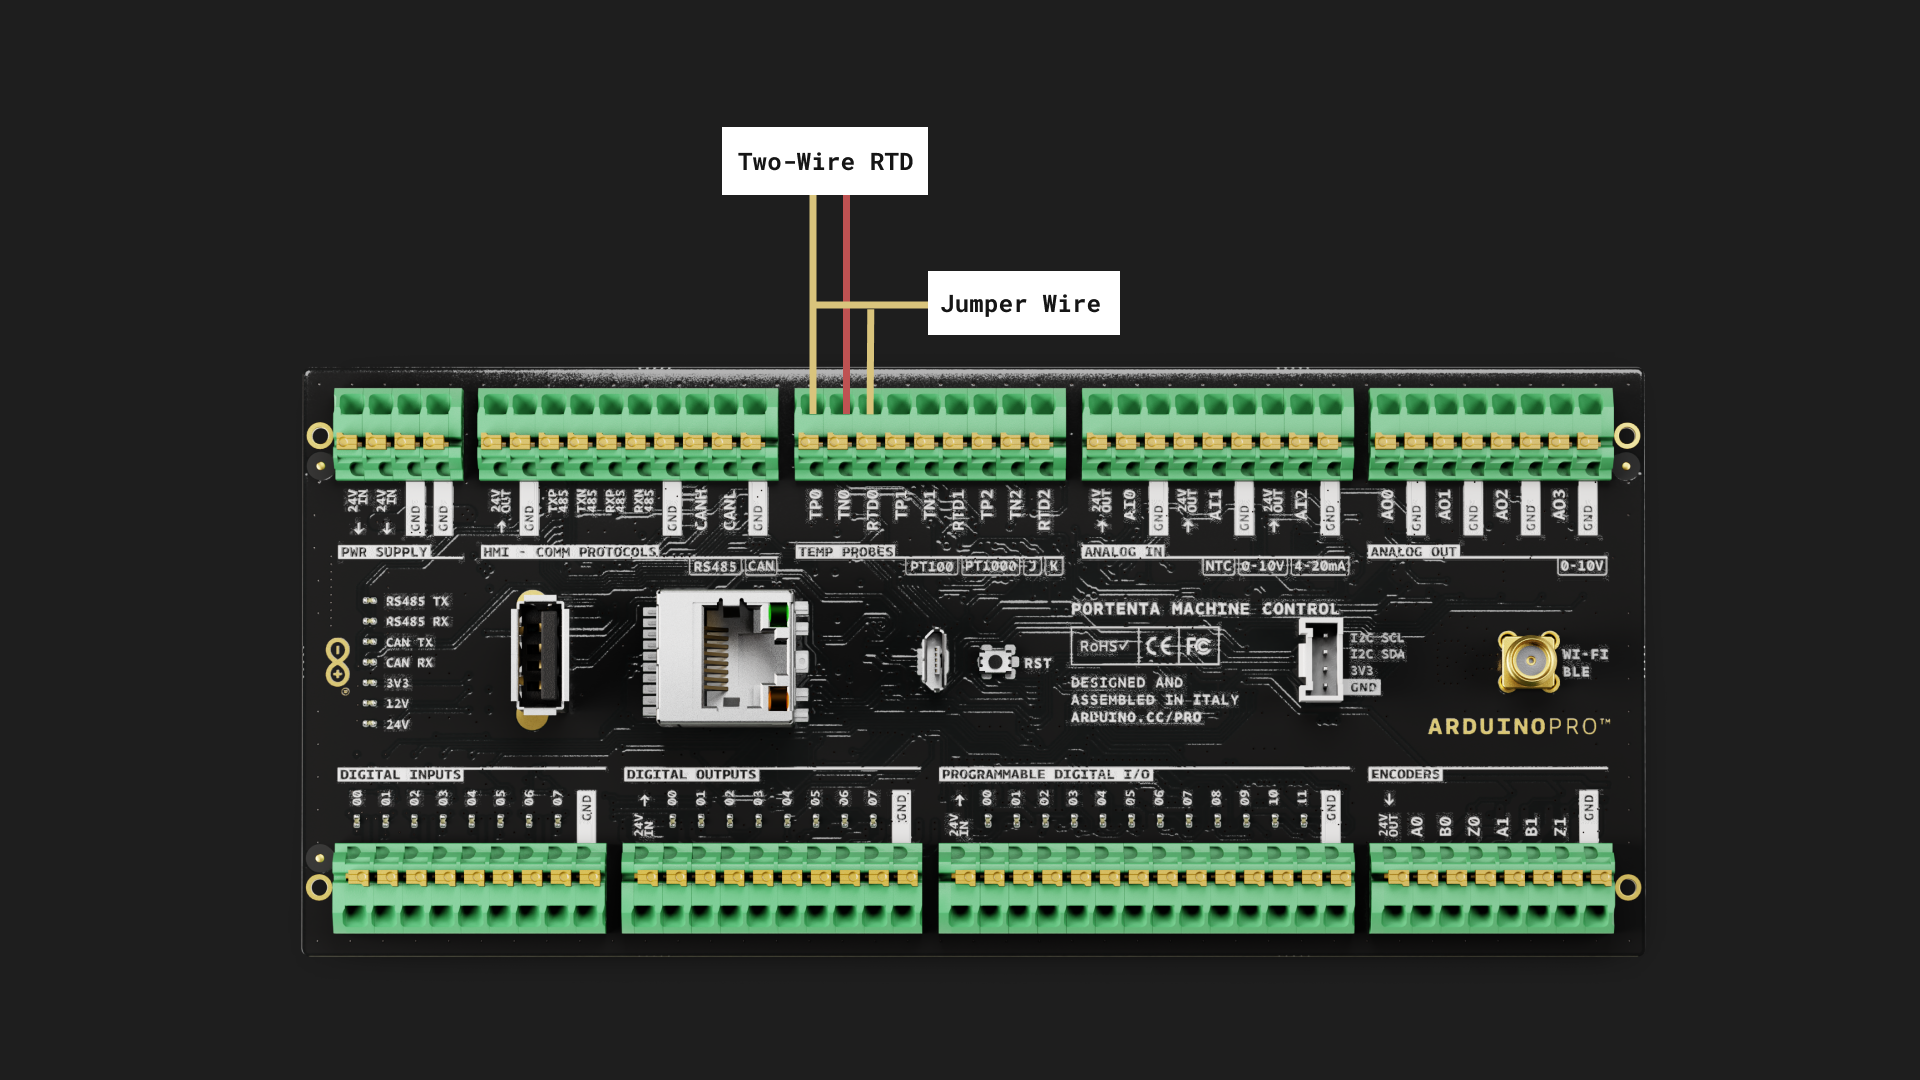 Two-Wire RTD
Jumper Wire
24V IN
24V IN
GND
GND
24V OUT
GND
TXP 485
TXN 485
RXP 485
RXN 485
GND
CANH
CANL
GND
TP0
TN0
RTD0
TP1
TN1
RTD1
TP2
TN2
RTD2
24V OUT
AI0
GND
24V OUT
AI1
GND
24V OUT
AI2
GND
AO0
GND
AO1
GND
AO2
GND
AO3
GND
PWR SUPPLY
HMI - COMM PROTOCOLS
TEMP PROBES
ANALOG IN
ANALOG OUT
RS485 CAN
PT100 PT1000 J K
NTC 0-10V 4-20mA
0-10V
RS485 TX
RS485 RX
CAN TX
CAN RX
3V3
12V
24V
RST
PORTENTA MACHINE CONTROL
RoHS✓ CE FC
DESIGNED AND
ASSEMBLED IN ITALY
ARDUINO.CC/PRO
I2C SCL
I2C SDA
3V3
GND
WI-FI
BLE
ARDUINOPRO™
DIGITAL INPUTS
DIGITAL OUTPUTS
PROGRAMMABLE DIGITAL I/O
ENCODERS
00 01 02 03 04 05 06 07 GND
24V IN 00 01 02 03 04 05 06 07 GND
24V IN 00 01 02 03 04 05 06 07 08 09 10 11 GND
24V OUT A0 B0 Z0 A1 B1 Z1 GND